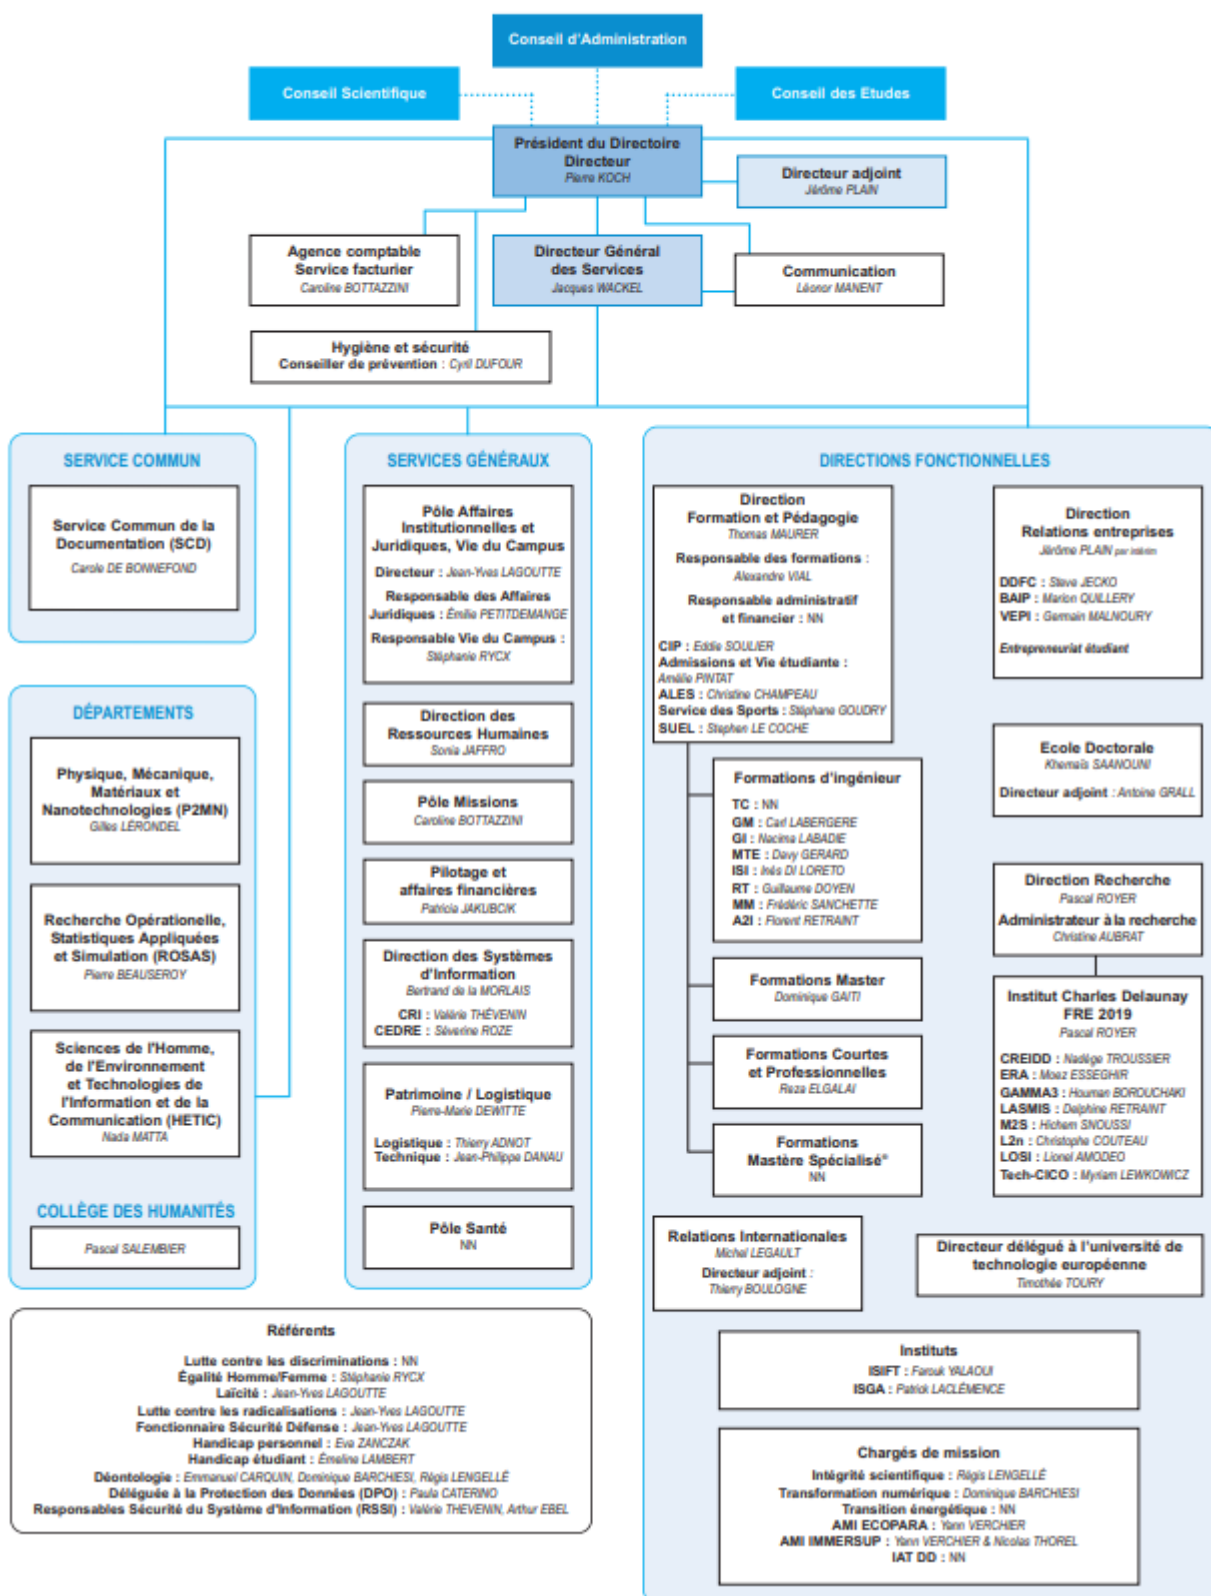 Conseil d'Administration
Conseil Scientifique
Conseil des Etudes
Président du Directoire
Directeur
Pierre KOCH
Directeur adjoint
Jérôme PLAIN
Agence comptable
Service facturier
Caroline BOTTAZZINI
Directeur Général
des Services
Jacques WACKEL
Communication
Léonor MANENT
Hygiène et sécurité
Conseiller de prévention : Cyril DUFOUR
SERVICE COMMUN
Service Commun de la
Documentation (SCD)
Carole DE BONNEFOND
DÉPARTEMENTS
Physique, Mécanique,
Matériaux et
Nanotechnologies (P2MN)
Gilles LÉRONDEL
Recherche Opérationelle,
Statistiques Appliquées
et Simulation (ROSAS)
Pierre BEAUSEROY
Sciences de l'Homme,
de l'Environnement
et Technologies de
l'Information et de la
Communication (HETIC)
Nada MATTA
COLLÈGE DES HUMANITÉS
Pascal SALEMBIER
SERVICES GÉNÉRAUX
Pôle Affaires
Institutionnelles et
Juridiques, Vie du Campus
Directeur : Jean-Yves LAGOUTTE
Responsable des Affaires
Juridiques : Émilie PETITDEMANGE
Responsable Vie du Campus :
Stéphanie RYCX
Direction des
Ressources Humaines
Sonia JAFFRO
Pôle Missions
Caroline BOTTAZZINI
Pilotage et
affaires financières
Patricia JAKUBCIK
Direction des Systèmes
d'Information
Bertrand de la MORLAIS
CRI : Valérie THÉVENIN
CEDRE : Séverine ROZE
Patrimoine / Logistique
Pierre-Marie DEWITTE
Logistique : Thierry ADNOT
Technique : Jean-Philippe DANAU
Pôle Santé
NN
DIRECTIONS FONCTIONNELLES
Direction
Formation et Pédagogie
Thomas MAURER
Responsable des formations :
Alexandre VIAL
Responsable administratif
et financier : NN
CIP : Eddie SOULIER
Admissions et Vie étudiante :
Amélie PINTAT
ALES : Christine CHAMPEAU
Service des Sports : Stéphane GOUDRY
SUEL : Stephen LE COCHE
Formations d'ingénieur
TC : NN
GM : Carl LABERGERE
GI : Nacima LABADIE
MTE : Davy GERARD
ISI : Inès DI LORETO
RT : Guillaume DOYEN
MM : Frédéric SANCHETTE
A2I : Florent RETRAINT
Formations Master
Dominique GAITI
Formations Courtes
et Professionnelles
Reza ELGALAI
Formations
Mastère Spécialisé®
NN
Direction
Relations entreprises
Jérôme PLAIN par intérim
DDFC : Steve JECKO
BAIP : Marion QUILLERY
VEPI : Germain MALNOURY
Entrepreneuriat étudiant
Ecole Doctorale
Khemaïs SAANOUNI
Directeur adjoint : Antoine GRALL
Direction Recherche
Pascal ROYER
Administrateur à la recherche
Christine AUBRAT
Institut Charles Delaunay
FRE 2019
Pascal ROYER
CREIDD : Nadège TROUSSIER
ERA : Moez ESSEGHIR
GAMMA3 : Houman BOROUCHAKI
LASMIS : Delphine RETRAINT
M2S : Hichem SNOUSSI
L2n : Christophe COUTEAU
LOSI : Lionel AMODEO
Tech-CICO : Myriam LEWKOWICZ
Relations Internationales
Michel LEGAULT
Directeur adjoint :
Thierry BOULOGNE
Directeur délégué à l'université de
technologie européenne
Timothée TOURY
Instituts
ISIFT : Farouk YALAOUI
ISGA : Patrick LACLÉMENCE
Chargés de mission
Intégrité scientifique : Régis LENGELLÉ
Transformation numérique : Dominique BARCHIESI
Transition énergétique : NN
AMI ECOPARA : Yann VERCHIER
AMI IMMERSUP : Yann VERCHIER & Nicolas THOREL
IAT DD : NN
Référents
Lutte contre les discriminations : NN
Égalité Homme/Femme : Stéphanie RYCX
Laïcité : Jean-Yves LAGOUTTE
Lutte contre les radicalisations : Jean-Yves LAGOUTTE
Fonctionnaire Sécurité Défense : Jean-Yves LAGOUTTE
Handicap personnel : Eva ZANCZAK
Handicap étudiant : Émeline LAMBERT
Déontologie : Emmanuel CARQUIN, Dominique BARCHIESI, Régis LENGELLÉ
Déléguée à la Protection des Données (DPO) : Paula CATERINO
Responsables Sécurité du Système d'Information (RSSI) : Valérie THEVENIN, Arthur EBEL